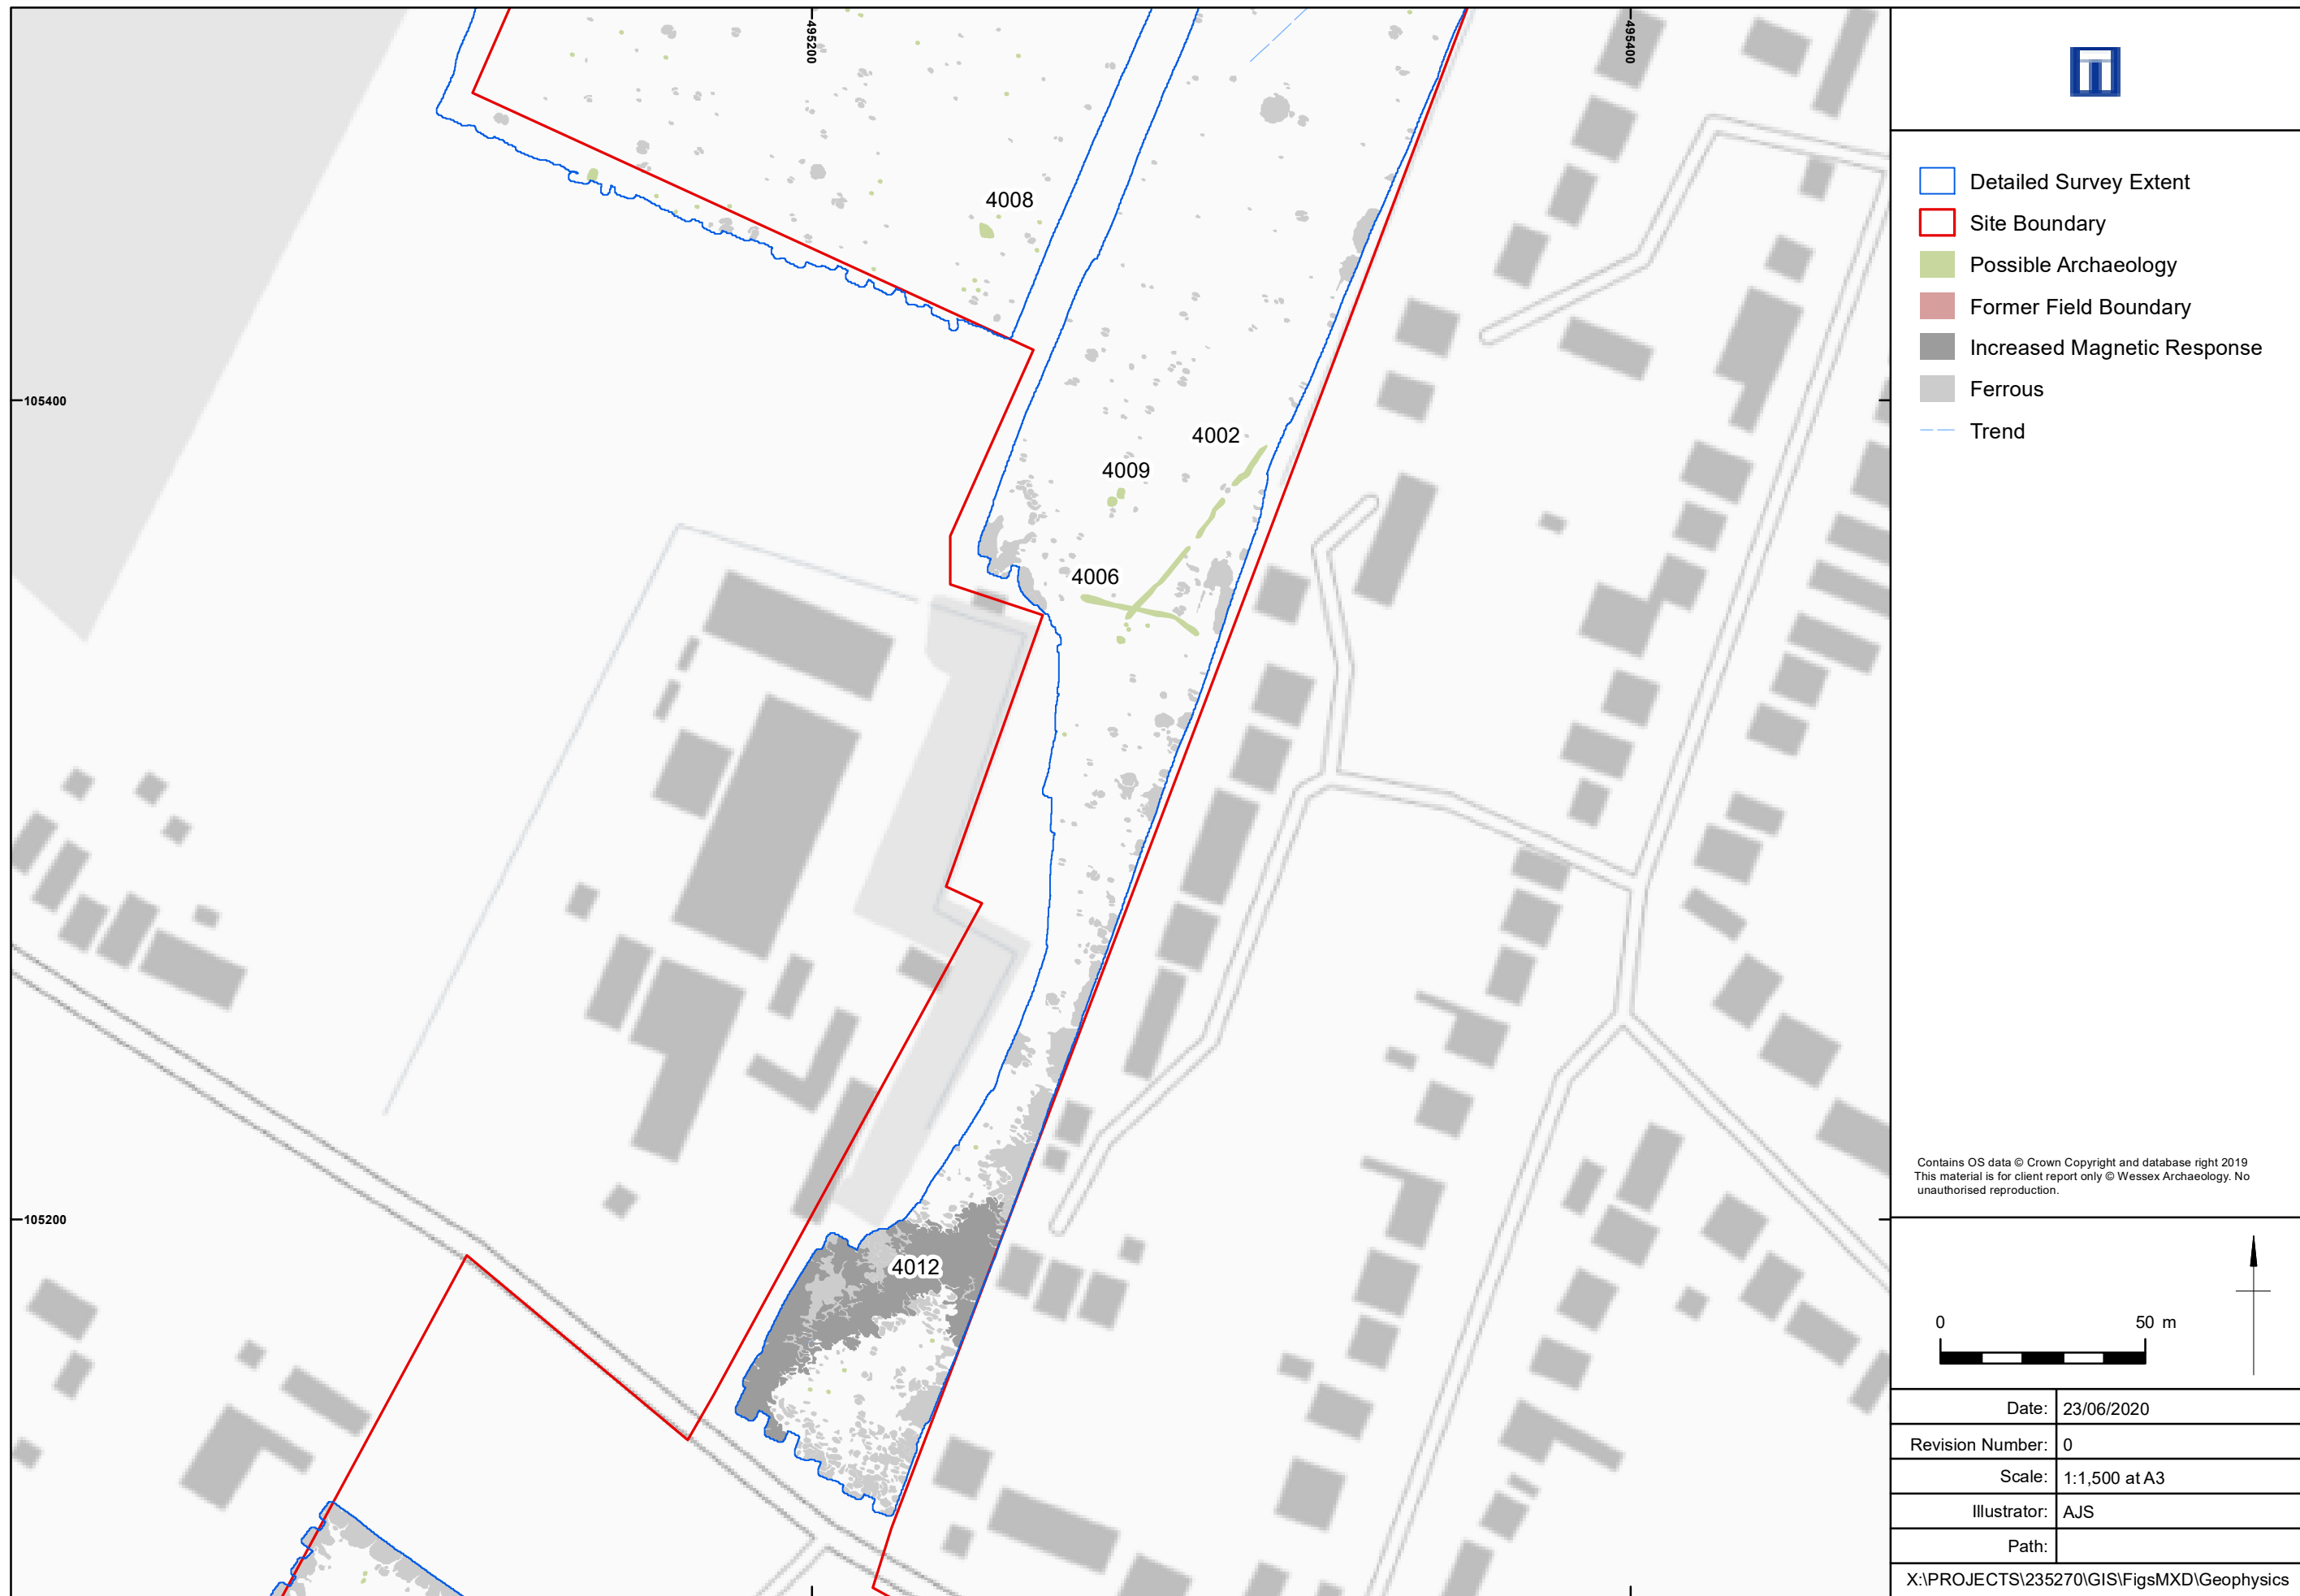 495200
495400
4008
105400
4002
4009
4006
105200
4012
Detailed Survey Extent
Site Boundary
Possible Archaeology
Former Field Boundary
Increased Magnetic Response
Ferrous
Trend
Contains OS data © Crown Copyright and database right 2019
This material is for client report only © Wessex Archaeology. No
unauthorised reproduction.
0 50 m
Date: 23/06/2020
Revision Number: 0
Scale: 1:1,500 at A3
Illustrator: AJS
Path:
X:\PROJECTS\235270\GIS\FigsMXD\Geophysics